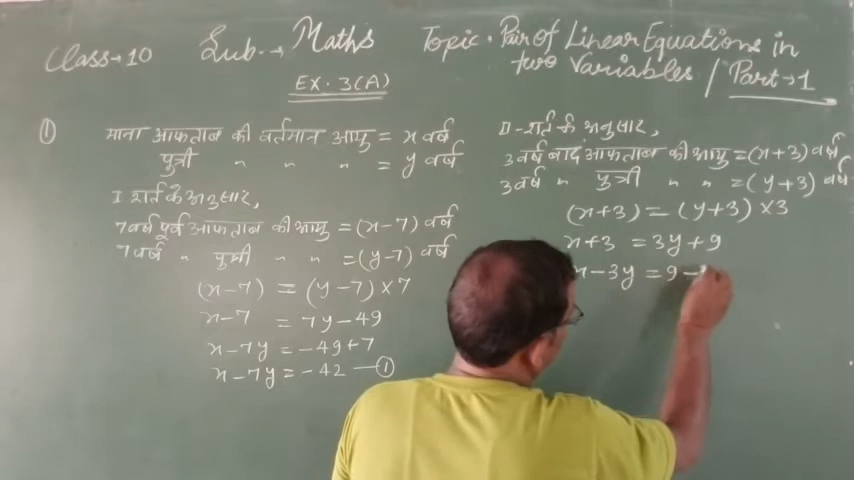 Class→10 Sub.→ Maths Topic. Pair of Linear Equations in
two Variables / Part→1
EX. 3(A)
① माना आफताब की वर्तमान आयु = x वर्ष
पुत्री " " " = y वर्ष
I शर्त के अनुसार,
7 वर्ष पूर्व आफताब की आयु = (x-7) वर्ष
7 वर्ष " पुत्री " " = (y-7) वर्ष
(x-7) = (y-7) × 7
x-7 = 7y-49
x-7y = -49+7
x-7y = -42 —①
II-शर्त के अनुसार,
3 वर्ष बाद आफताब की आयु = (x+3) वर्ष
3 वर्ष " पुत्री " " = (y+3) वर्ष
(x+3) = (y+3) × 3
x+3 = 3y+9
x-3y = 9-